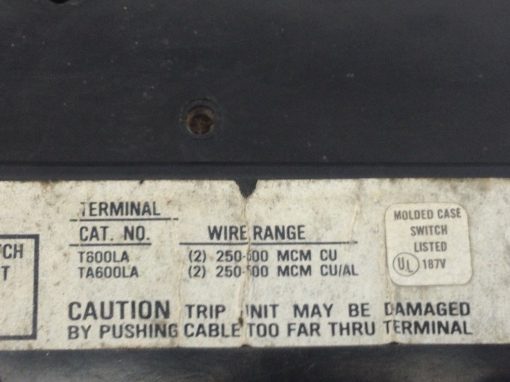 TERMINAL
CAT. NO. WIRE RANGE
T600LA (2) 250-500 MCM CU
TA600LA (2) 250-500 MCM CU/AL
MOLDED CASE
SWITCH
LISTED
UL 187V
CAUTION TRIP UNIT MAY BE DAMAGED
BY PUSHING CABLE TOO FAR THRU TERMINAL